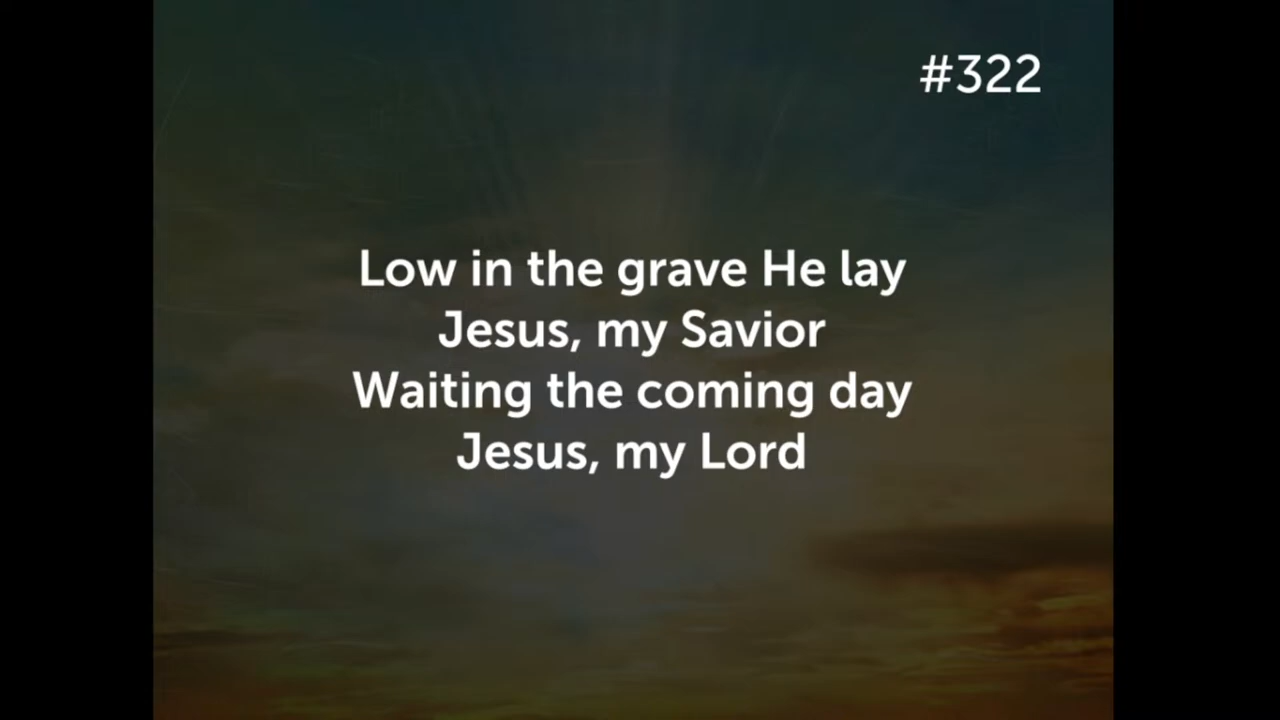 #322
Low in the grave He lay
Jesus, my Savior
Waiting the coming day
Jesus, my Lord